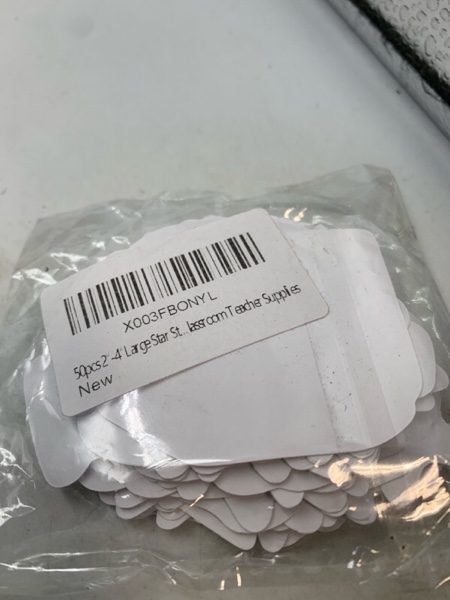 X003FBONYL
50pcs 2"-4" Large Star St...lassroom Teacher Supplies
New